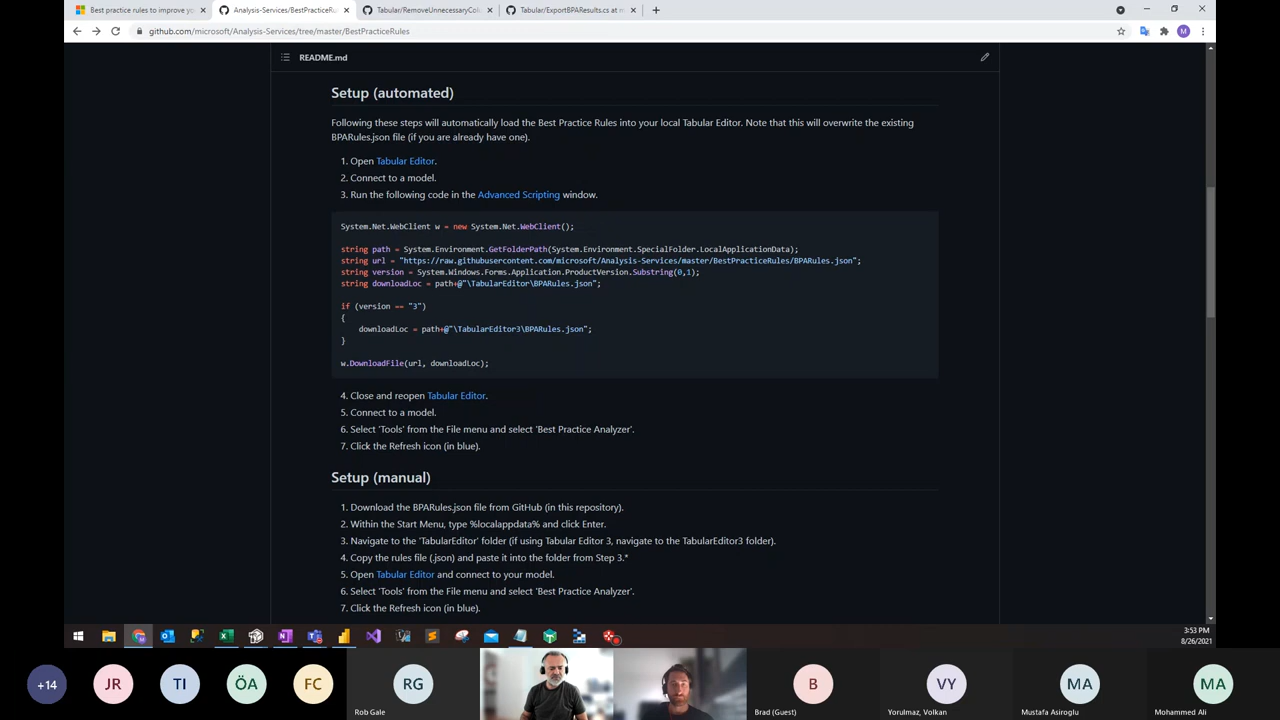 Best practice rules to improve yo
Analysis-Services/BestPracticeRul
Tabular/RemoveUnnecessaryCol
Tabular/ExportBPAResults.cs at m
M
github.com/microsoft/Analysis-Services/tree/master/BestPracticeRules
README.md
Setup (automated)
Following these steps will automatically load the Best Practice Rules into your local Tabular Editor. Note that this will overwrite the existing
BPARules.json file (if you are already have one).
1. Open Tabular Editor.
2. Connect to a model.
3. Run the following code in the Advanced Scripting window.
System.Net.WebClient w = new System.Net.WebClient();
string path = System.Environment.GetFolderPath(System.Environment.SpecialFolder.LocalApplicationData);
string url = "https://raw.githubusercontent.com/microsoft/Analysis-Services/master/BestPracticeRules/BPARules.json";
string version = System.Windows.Forms.Application.ProductVersion.Substring(0,1);
string downloadLoc = path+@"\TabularEditor\BPARules.json";
if (version == "3")
{
downloadLoc = path+@"\TabularEditor3\BPARules.json";
}
w.DownloadFile(url, downloadLoc);
4. Close and reopen Tabular Editor.
5. Connect to a model.
6. Select 'Tools' from the File menu and select 'Best Practice Analyzer'.
7. Click the Refresh icon (in blue).
Setup (manual)
1. Download the BPARules.json file from GitHub (in this repository).
2. Within the Start Menu, type %localappdata% and click Enter.
3. Navigate to the 'TabularEditor' folder (if using Tabular Editor 3, navigate to the TabularEditor3 folder).
4. Copy the rules file (.json) and paste it into the folder from Step 3.*
5. Open Tabular Editor and connect to your model.
6. Select 'Tools' from the File menu and select 'Best Practice Analyzer'.
7. Click the Refresh icon (in blue).
3:53 PM
8/26/2021
+14
JR
TI
ÖA
FC
RG
Rob Gale
B
Brad (Guest)
VY
Yorulmaz, Volkan
MA
Mustafa Asiroglu
MA
Mohammed Ali